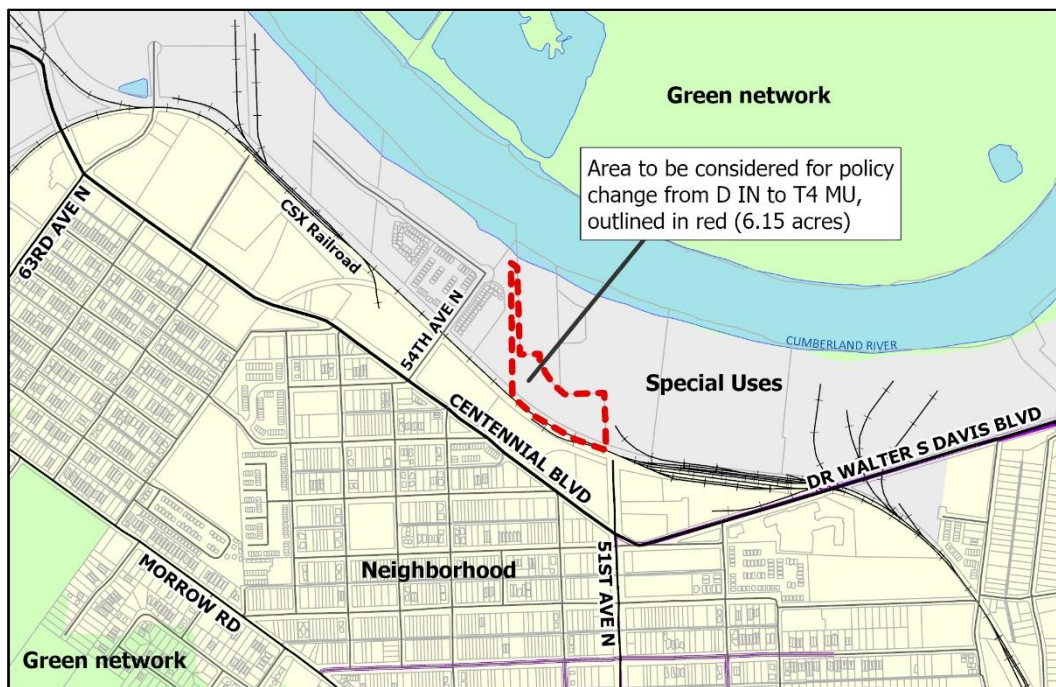 Green network
Area to be considered for policy
change from D IN to T4 MU,
outlined in red (6.15 acres)
63RD AVE N
CSX Railroad
54TH AVE N
CUMBERLAND RIVER
Special Uses
CENTENNIAL BLVD
DR WALTER S DAVIS BLVD
51ST AVE N
Neighborhood
MORROW RD
Green network